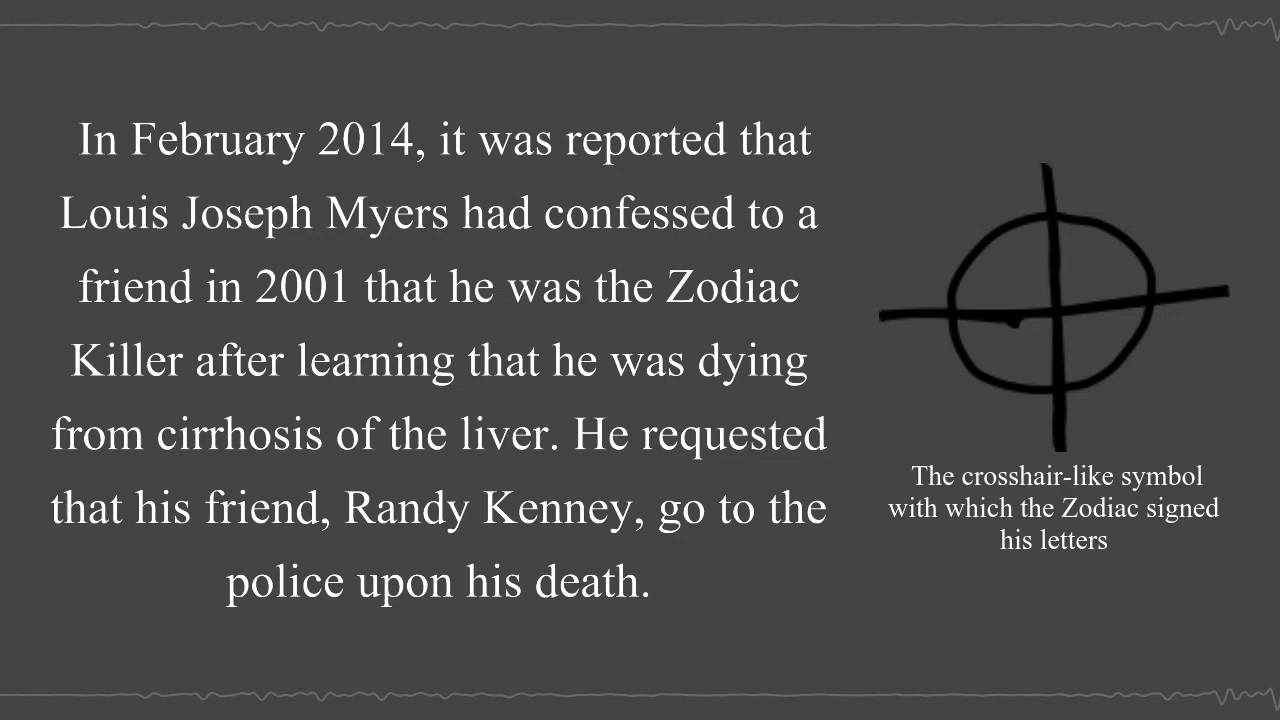 In February 2014, it was reported that
Louis Joseph Myers had confessed to a
friend in 2001 that he was the Zodiac
Killer after learning that he was dying
from cirrhosis of the liver. He requested
that his friend, Randy Kenney, go to the
police upon his death.
The crosshair-like symbol
with which the Zodiac signed
his letters